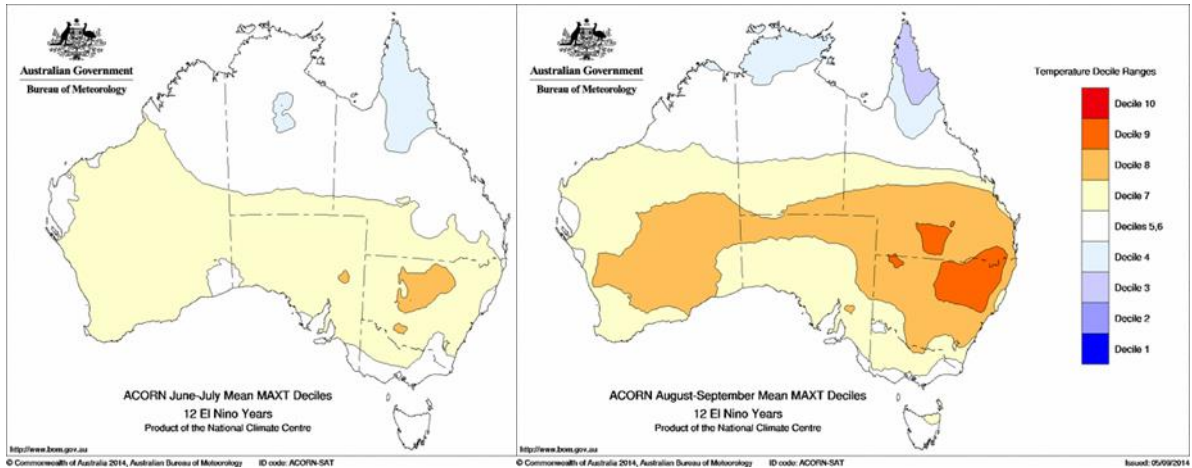 Australian Government
Bureau of Meteorology
ACORN June-July Mean MAXT Deciles
12 El Nino Years
Product of the National Climate Centre
http://www.bom.gov.au
© Commonwealth of Australia 2014, Australian Bureau of Meteorology ID code: ACORN-SAT
Australian Government
Bureau of Meteorology
ACORN August-September Mean MAXT Deciles
12 El Nino Years
Product of the National Climate Centre
http://www.bom.gov.au
© Commonwealth of Australia 2014, Australian Bureau of Meteorology ID code: ACORN-SAT Issued: 05/09/2014
Temperature Decile Ranges
Decile 10
Decile 9
Decile 8
Decile 7
Deciles 5,6
Decile 4
Decile 3
Decile 2
Decile 1